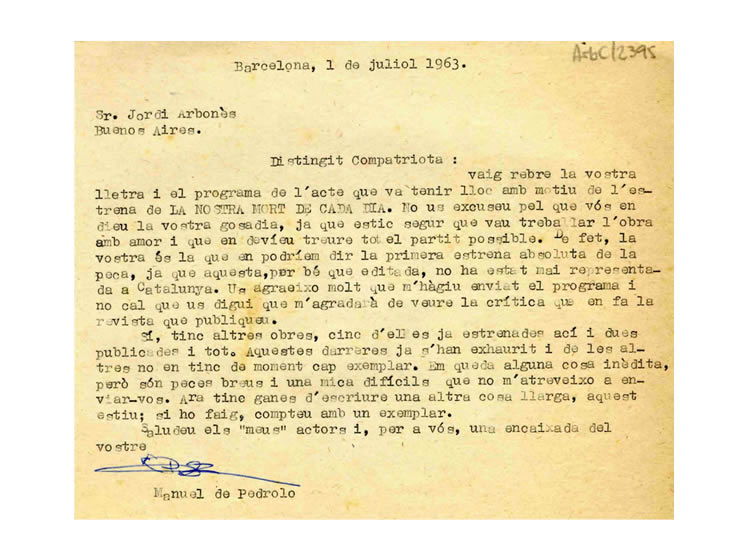 ArbC/2395
Barcelona, 1 de juliol 1963.
Sr. Jordi Arbonès
Buenos Aires.
Distingit Compatriota :
vaig rebre la vostra
lletra i el programa de l'acte que va tenir lloc amb motiu de l'es-
trena de LA NOSTRA MORT DE CADA DIA. No us excuseu pel que vós en
dieu la vostra gosadia, ja que estic segur que vau treballar l'obra
amb amor i que en devíeu treure tot el partit possible. De fet, la
vostra és la que en podríem dir la primera estrena absoluta de la
peça, ja que aquesta,per bé que editada, no ha estat mai representa-
da a Catalunya. Us agraeixo molt que m'hàgiu enviat el programa i
no cal que us digui que m'agradarà de veure la crítica que en fa la
revista que publiqueu.
Sí, tinc altres obres, cinc d'elles ja estrenades ací i dues
publicades i tot. Aquestes darreres ja s'han exhaurit i de les al-
tres no en tinc de moment cap exemplar. Em queda alguna cosa inèdita,
però són peces breus i una mica difícils que no m'atreveixo a en-
viar-vos. Ara tinc ganes d'escriure una altra cosa llarga, aquest
estiu; si ho faig, compteu amb un exemplar.
Saludeu els "meus" actors i, per a vós, una encaixada del
vostre
Manuel de Pedrolo